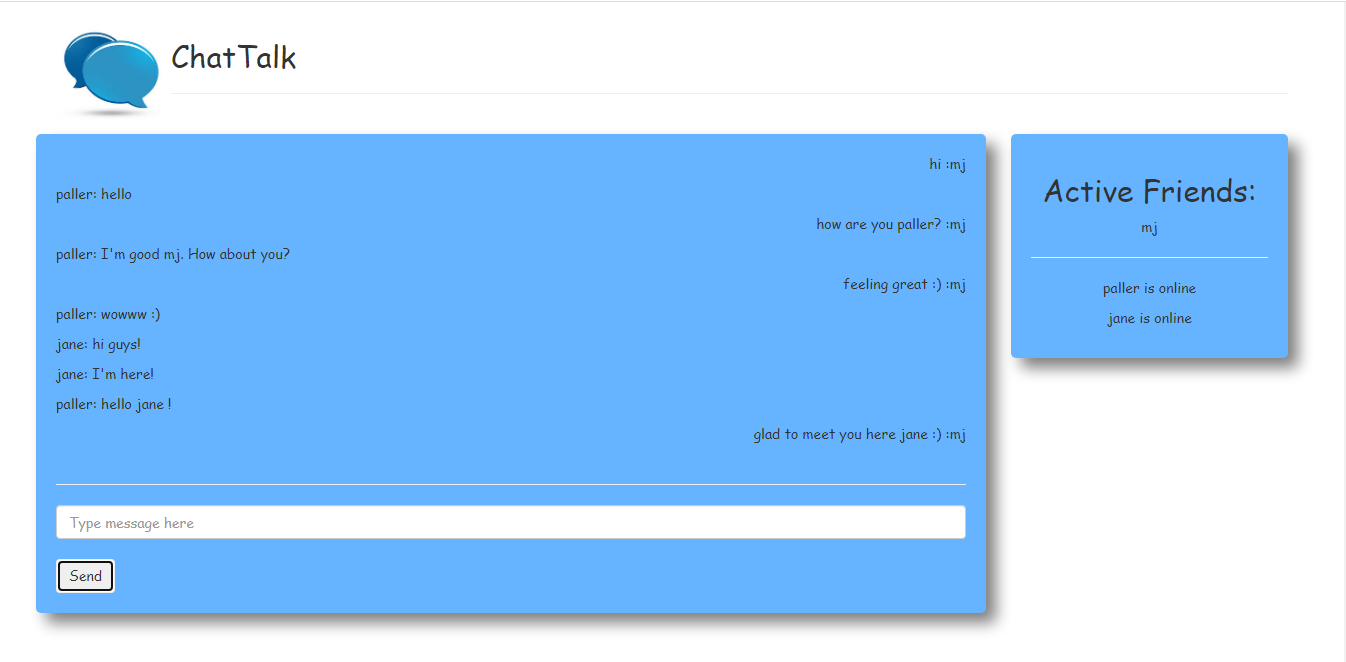 ChatTalk
hi :mj
paller: hello
how are you paller? :mj
paller: I'm good mj. How about you?
feeling great :) :mj
paller: wowww :)
jane: hi guys!
jane: I'm here!
paller: hello jane !
glad to meet you here jane :) :mj
Type message here
Send
Active Friends:
mj
paller is online
jane is online